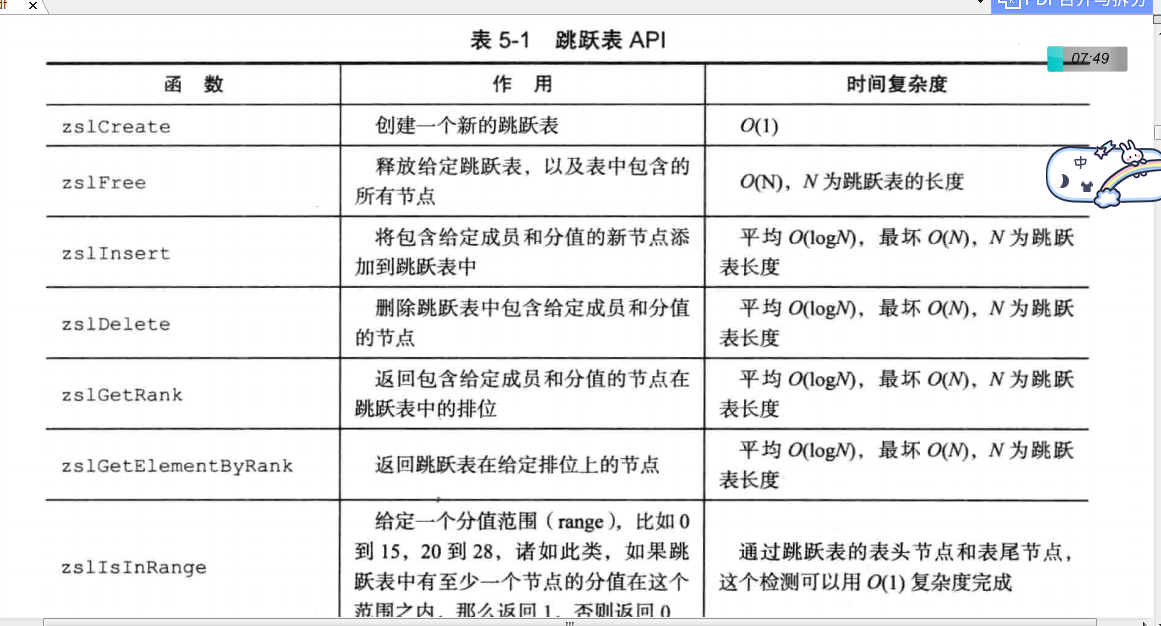 df ×
表 5-1 跳跃表 API
07:49
函 数 作 用 时间复杂度
zslCreate 创建一个新的跳跃表 O(1)
zslFree 释放给定跳跃表，以及表中包含的
所有节点
O(N)，N 为跳跃表的长度
zslInsert 将包含给定成员和分值的新节点添
加到跳跃表中
平均 O(logN)，最坏 O(N)，N 为跳跃
表长度
zslDelete 删除跳跃表中包含给定成员和分值
的节点
平均 O(logN)，最坏 O(N)，N 为跳跃
表长度
zslGetRank 返回包含给定成员和分值的节点在
跳跃表中的排位
平均 O(logN)，最坏 O(N)，N 为跳跃
表长度
zslGetElementByRank 返回跳跃表在给定排位上的节点
平均 O(logN)，最坏 O(N)，N 为跳跃
表长度
zslIsInRange 给定一个分值范围（range），比如 0
到 15，20 到 28，诸如此类，如果跳
跃表中有至少一个节点的分值在这个
范围之内，那么返回 1，否则返回 0
通过跳跃表的表头节点和表尾节点，
这个检测可以用 O(1) 复杂度完成
中